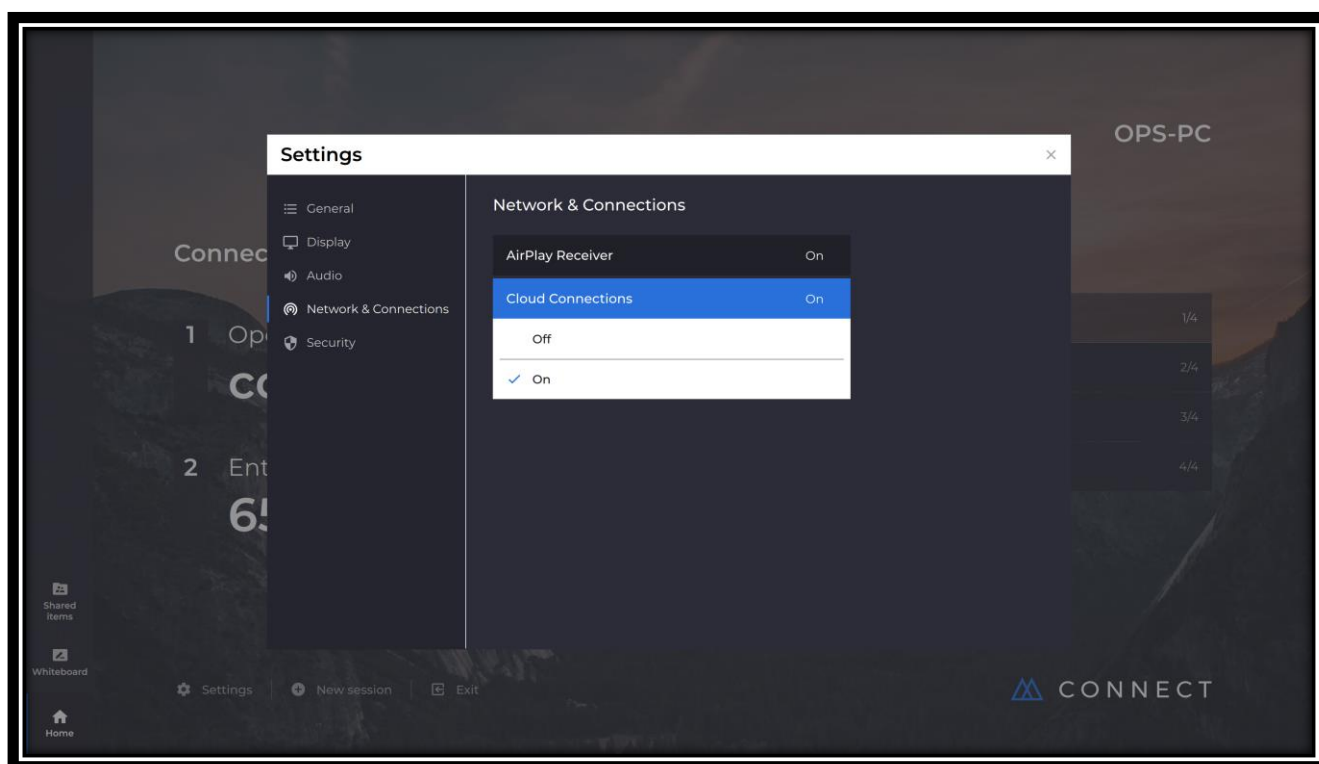 OPS-PC
Settings
General
Display
Audio
Network & Connections
Security
Network & Connections
AirPlay Receiver On
Cloud Connections On
Off
On
Connec
1 Op
2 Ent
65
1/4
2/4
3/4
4/4
Shared
items
Whiteboard
Home
Settings
New session
Exit
CONNECT